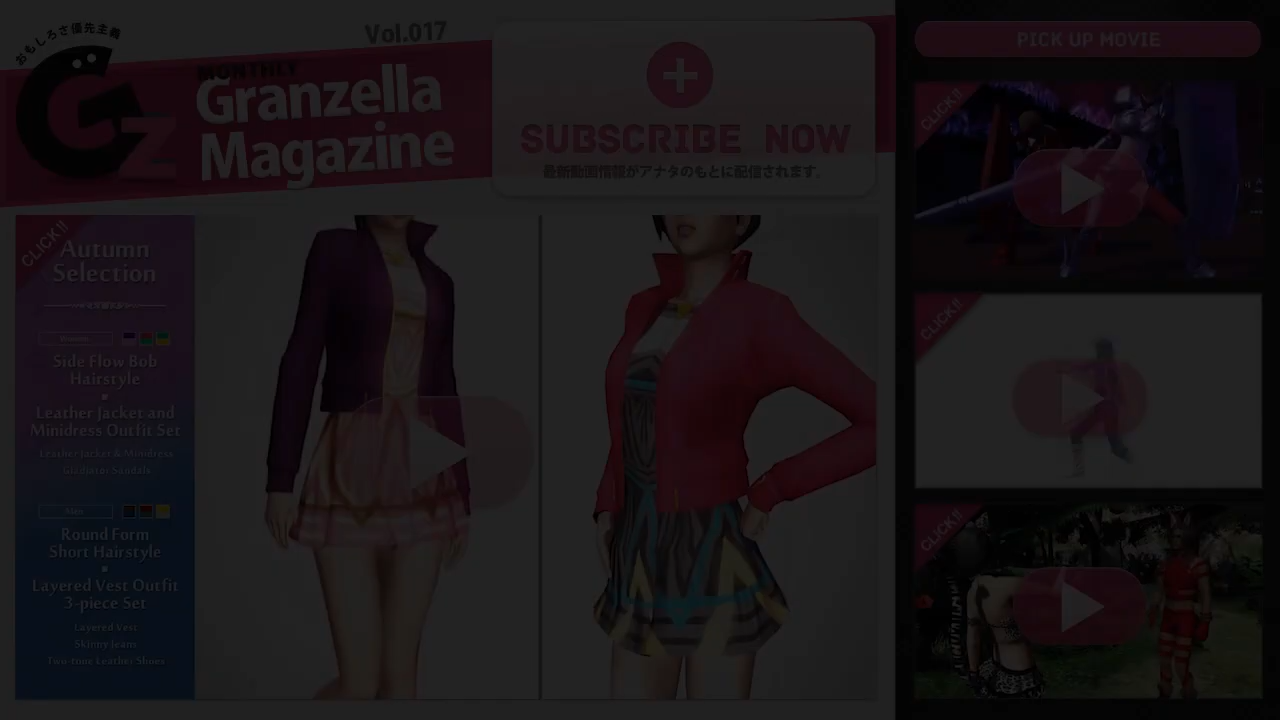 おもしろさ優先主義
Gz
Vol.017
MONTHLY
Granzella
Magazine
SUBSCRIBE NOW
最新動画情報がアナタのもとに配信されます。
PICK UP MOVIE
CLICK!!
CLICK!!
CLICK!!
CLICK!!
Autumn
Selection
Women
Side Flow Bob
Hairstyle
Leather Jacket and
Minidress Outfit Set
Leather Jacket & Minidress
Gladiator Sandals
Men
Round Form
Short Hairstyle
Layered Vest Outfit
3-piece Set
Layered Vest
Skinny Jeans
Two-tone Leather Shoes